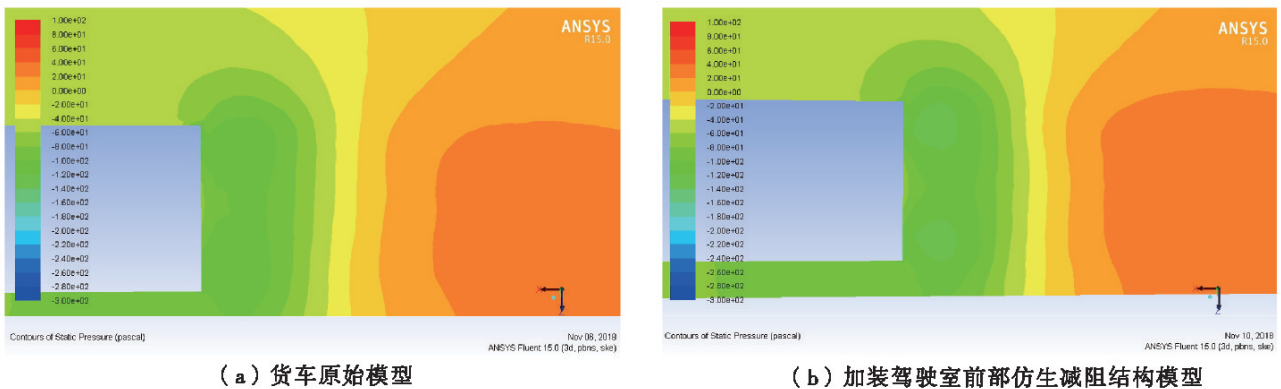 1.00e+02
8.00e+01
6.00e+01
4.00e+01
2.00e+01
0.00e+00
-2.00e+01
-4.00e+01
-6.00e+01
-8.00e+01
-1.00e+02
-1.20e+02
-1.40e+02
-1.60e+02
-1.80e+02
-2.00e+02
-2.20e+02
-2.40e+02
-2.60e+02
-2.80e+02
-3.00e+02
ANSYS
R15.0
X
Z
Contours of Static Pressure (pascal)
Nov 08, 2018
ANSYS Fluent 15.0 (3d, pbns, ske)
(a)货车原始模型
1.00e+02
8.00e+01
6.00e+01
4.00e+01
2.00e+01
0.00e+00
-2.00e+01
-4.00e+01
-6.00e+01
-8.00e+01
-1.00e+02
-1.20e+02
-1.40e+02
-1.60e+02
-1.80e+02
-2.00e+02
-2.20e+02
-2.40e+02
-2.60e+02
-2.80e+02
-3.00e+02
ANSYS
R15.0
X
Z
Contours of Static Pressure (pascal)
Nov 10, 2018
ANSYS Fluent 15.0 (3d, pbns, ske)
(b)加装驾驶室前部仿生减阻结构模型